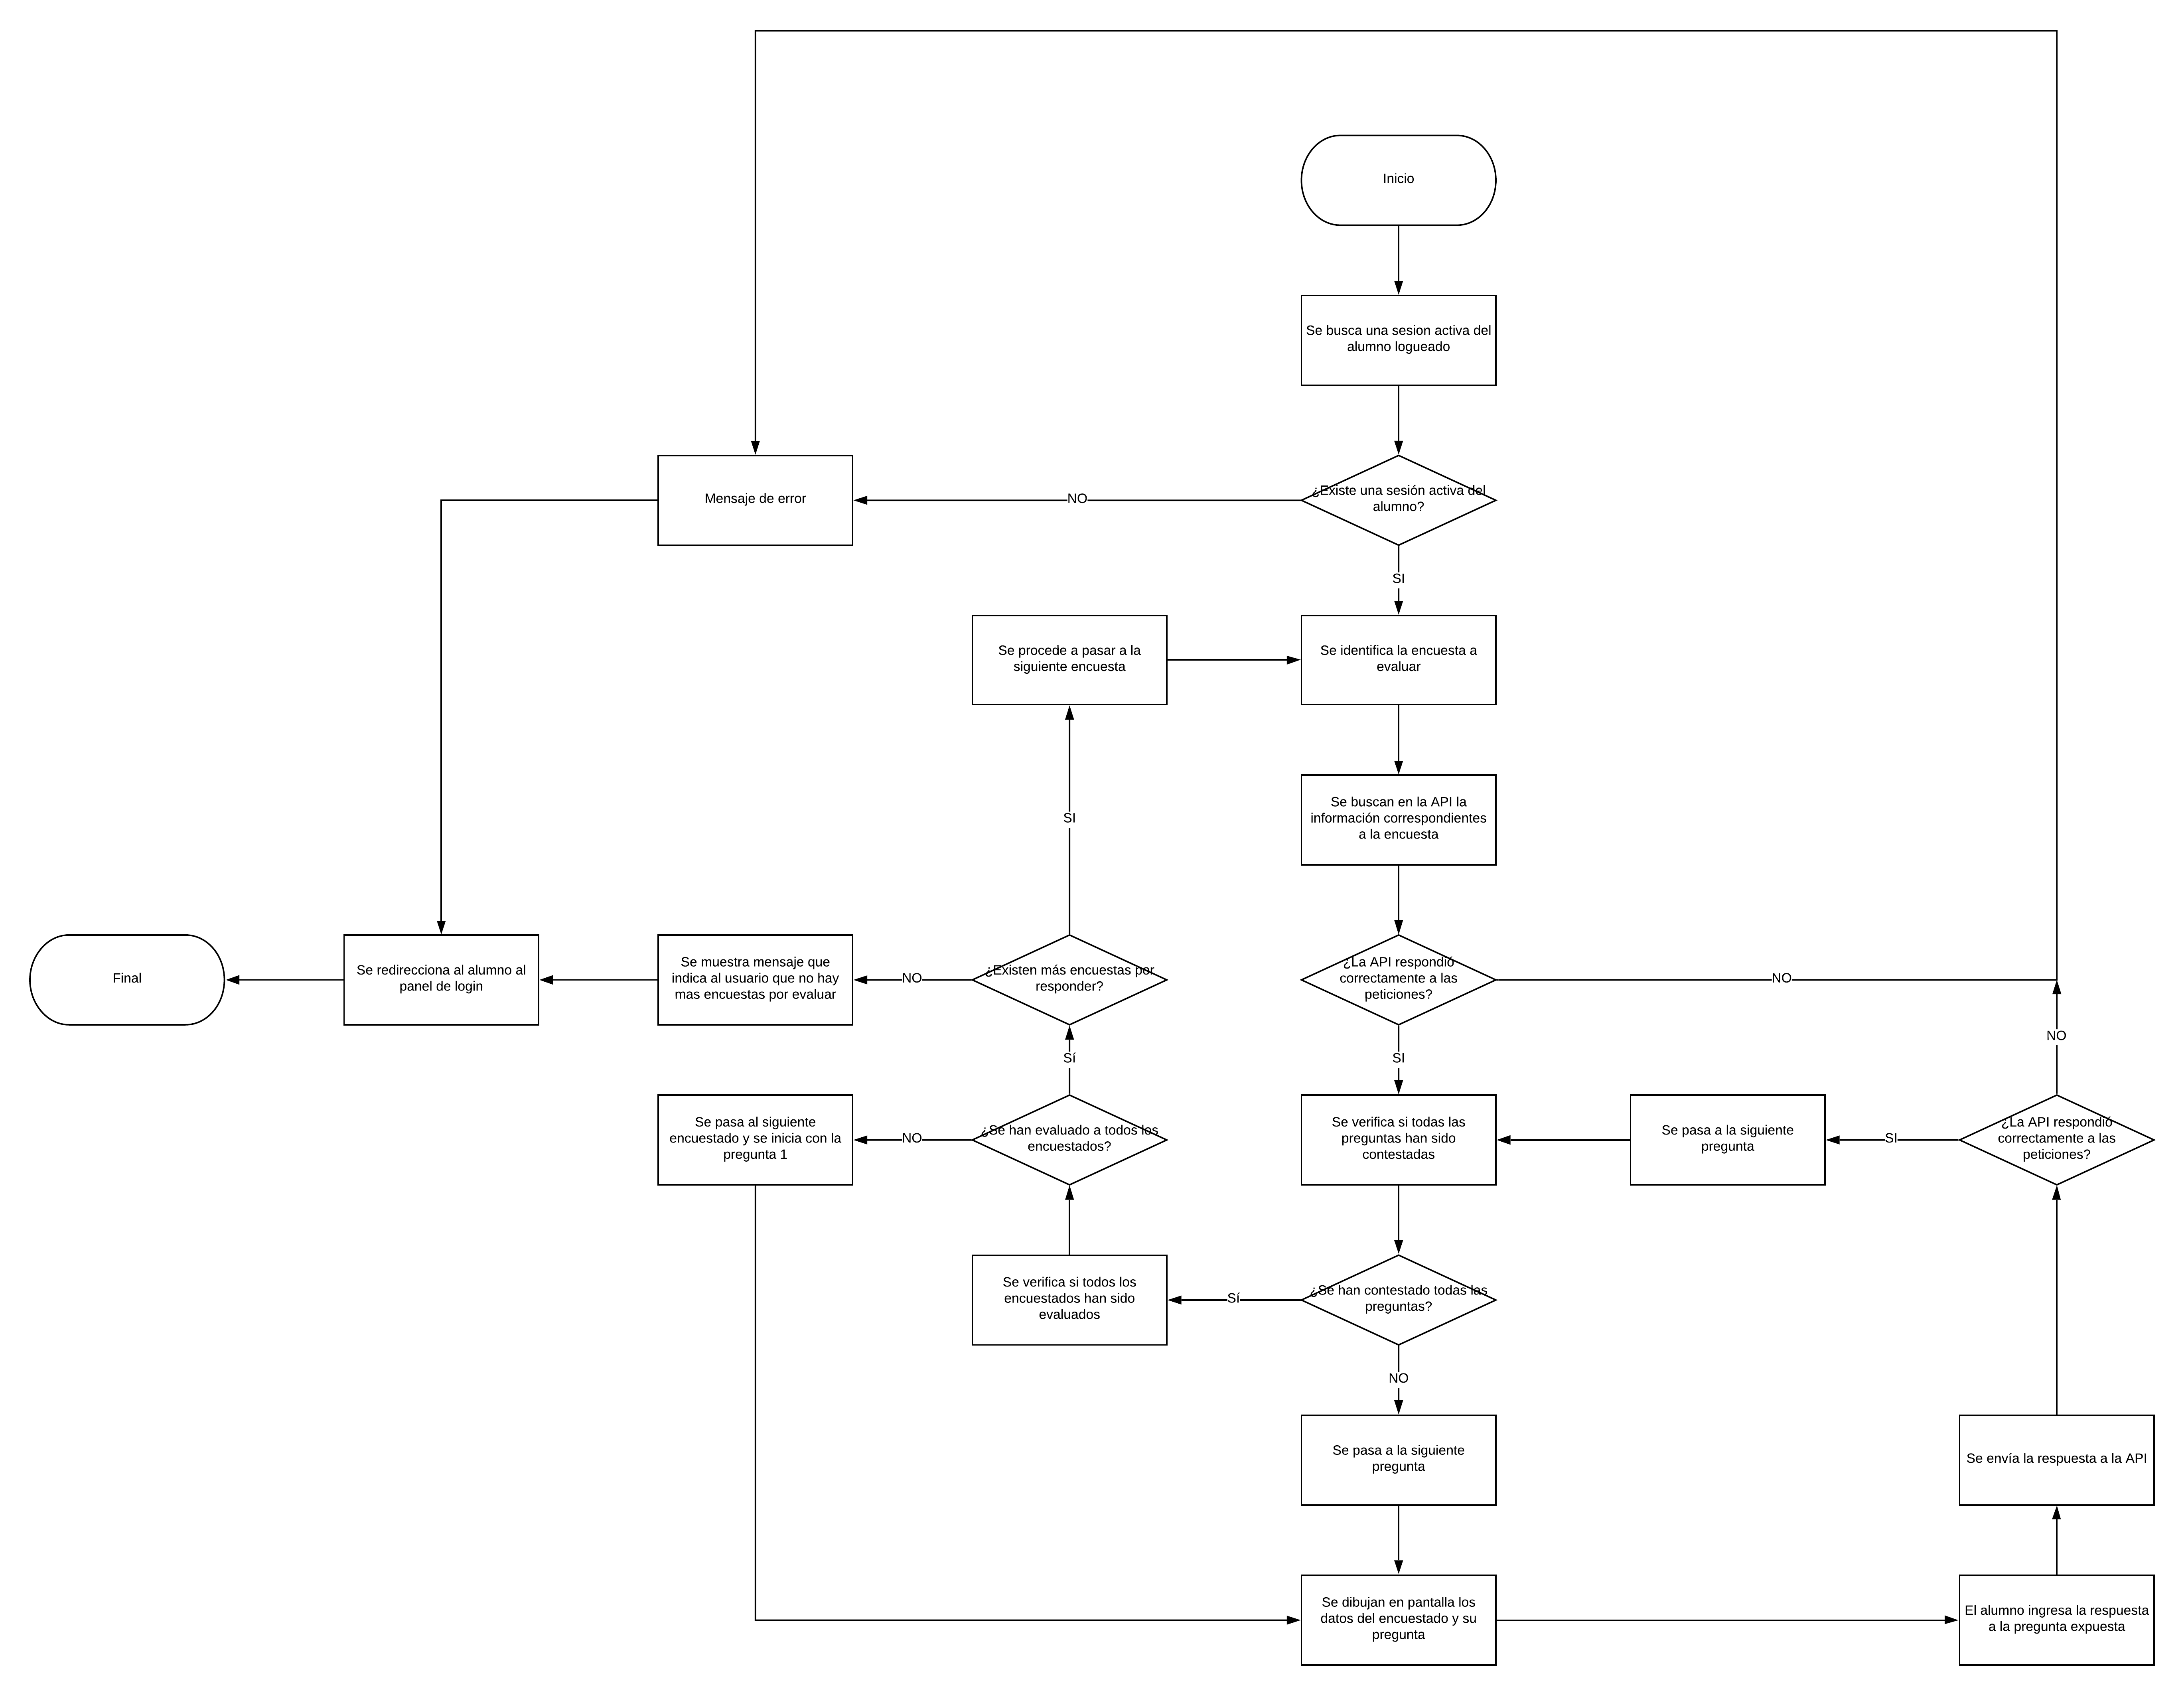 Inicio
Se busca una sesion activa del
alumno logueado
Mensaje de error
NO
¿Existe una sesión activa del
alumno?
SI
Se procede a pasar a la
siguiente encuesta
Se identifica la encuesta a
evaluar
SI
Se buscan en la API la
información correspondientes
a la encuesta
Final
Se redirecciona al alumno al
panel de login
Se muestra mensaje que
indica al usuario que no hay
mas encuestas por evaluar
NO
¿Existen más encuestas por
responder?
¿La API respondió
correctamente a las
peticiones?
NO
NO
Sí
SI
Se pasa al siguiente
encuestado y se inicia con la
pregunta 1
NO
¿Se han evaluado a todos los
encuestados?
Se verifica si todas las
preguntas han sido
contestadas
Se pasa a la siguiente
pregunta
SI
¿La API respondió
correctamente a las
peticiones?
Se verifica si todos los
encuestados han sido
evaluados
Sí
¿Se han contestado todas las
preguntas?
NO
Se pasa a la siguiente
pregunta
Se envía la respuesta a la API
Se dibujan en pantalla los
datos del encuestado y su
pregunta
El alumno ingresa la respuesta
a la pregunta expuesta